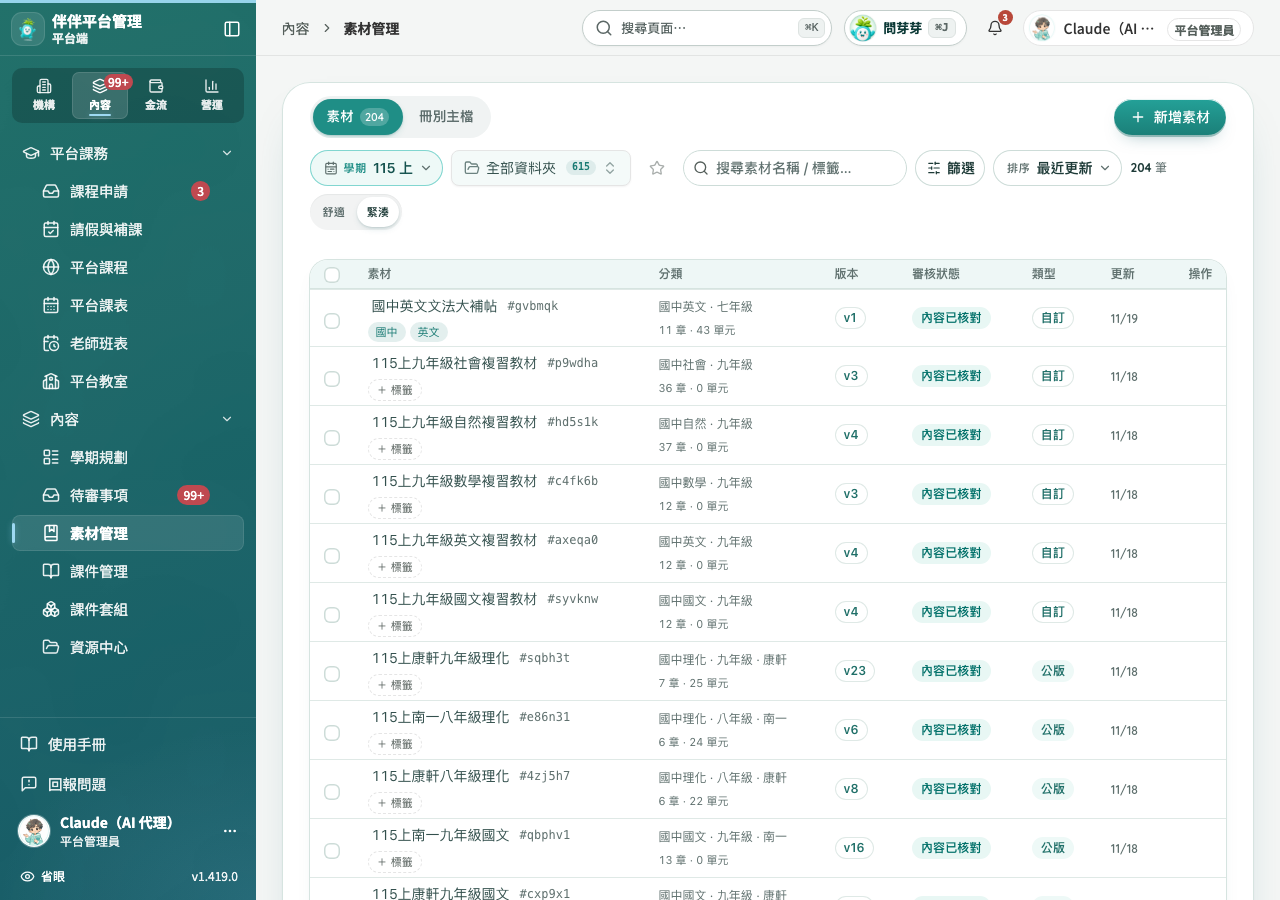 伴伴平台管理
平台端
機構
內容
99+
金流
營運
平台課務
課程申請
3
請假與補課
平台課程
平台課表
老師班表
平台教室
內容
學期規劃
待審事項
99+
素材管理
課件管理
課件套組
資源中心
使用手冊
回報問題
Claude（AI 代理）
平台管理員
省眼
v1.419.0
內容
素材管理
搜尋頁面…
⌘K
問芽芽
⌘J
3
Claude（AI …
平台管理員
素材 204
冊別主檔
+ 新增素材
學期 115 上
全部資料夾 615
搜尋素材名稱 / 標籤...
篩選
排序 最近更新
204 筆
舒適
緊湊
素材 分類 版本 審核狀態 類型 更新 操作
國中英文文法大補帖 #gvbmqk
國中 英文
國中英文 · 七年級
11 章 · 43 單元
v1
內容已核對
自訂
11/19
115上九年級社會複習教材 #p9wdha
+ 標籤
國中社會 · 九年級
36 章 · 0 單元
v3
內容已核對
自訂
11/18
115上九年級自然複習教材 #hd5s1k
+ 標籤
國中自然 · 九年級
37 章 · 0 單元
v4
內容已核對
自訂
11/18
115上九年級數學複習教材 #c4fk6b
+ 標籤
國中數學 · 九年級
12 章 · 0 單元
v3
內容已核對
自訂
11/18
115上九年級英文複習教材 #axeqa0
+ 標籤
國中英文 · 九年級
12 章 · 0 單元
v4
內容已核對
自訂
11/18
115上九年級國文複習教材 #syvknw
+ 標籤
國中國文 · 九年級
12 章 · 0 單元
v4
內容已核對
自訂
11/18
115上康軒九年級理化 #sqbh3t
+ 標籤
國中理化 · 九年級 · 康軒
7 章 · 25 單元
v23
內容已核對
公版
11/18
115上南一八年級理化 #e86n31
+ 標籤
國中理化 · 八年級 · 南一
6 章 · 24 單元
v6
內容已核對
公版
11/18
115上康軒八年級理化 #4zj5h7
+ 標籤
國中理化 · 八年級 · 康軒
6 章 · 22 單元
v8
內容已核對
公版
11/18
115上南一九年級國文 #qbphv1
+ 標籤
國中國文 · 九年級 · 南一
13 章 · 0 單元
v16
內容已核對
公版
11/18
115上康軒九年級國文 #cxp9x1
國中國文 · 九年級 · 康軒